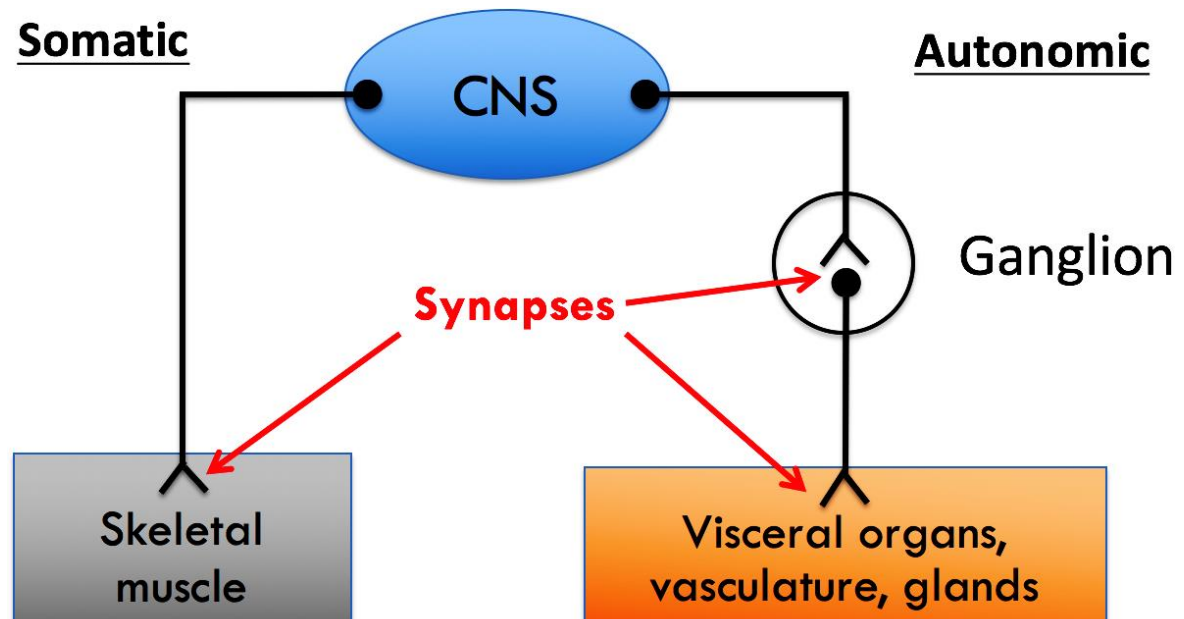 Somatic
CNS
Autonomic
Ganglion
Synapses
Skeletal
muscle
Visceral organs,
vasculature, glands